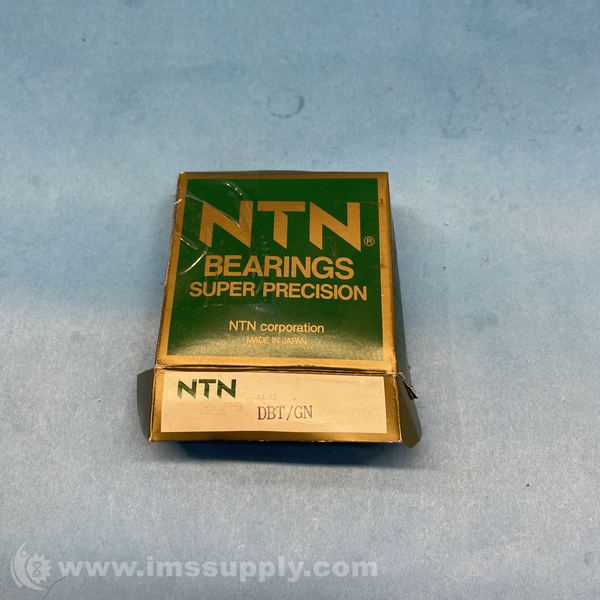 NTN®
BEARINGS
SUPER PRECISION
NTN corporation
MADE IN JAPAN
NTN
DBT/GN
www.imssupply.com